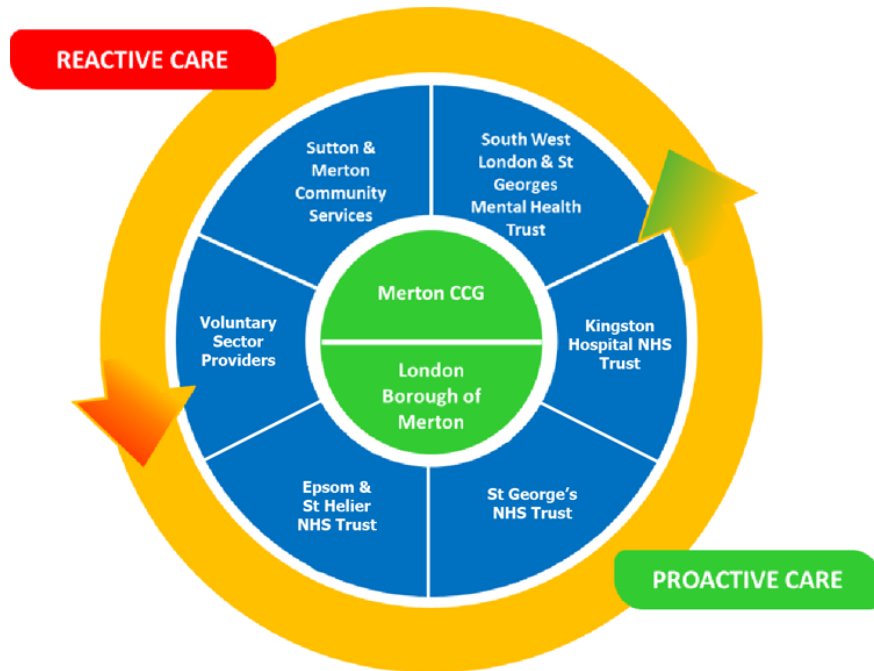 REACTIVE CARE
Sutton &
Merton
Community
Services
South West
London & St
Georges
Mental Health
Trust
Merton CCG
Voluntary
Sector
Providers
Kingston
Hospital NHS
Trust
London
Borough of
Merton
Epsom &
St Helier
NHS Trust
St George’s
NHS Trust
PROACTIVE CARE